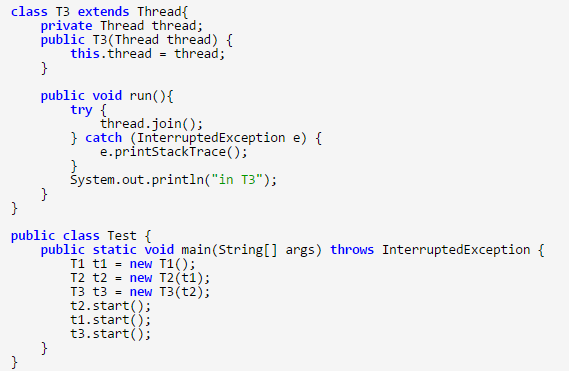 class T3 extends Thread{
    private Thread thread;
    public T3(Thread thread) {
        this.thread = thread;
    }

    public void run(){
        try {
            thread.join();
        } catch (InterruptedException e) {
            e.printStackTrace();
        }
        System.out.println("in T3");
    }
}

public class Test {
    public static void main(String[] args) throws InterruptedException {
        T1 t1 = new T1();
        T2 t2 = new T2(t1);
        T3 t3 = new T3(t2);
        t2.start();
        t1.start();
        t3.start();
    }
}